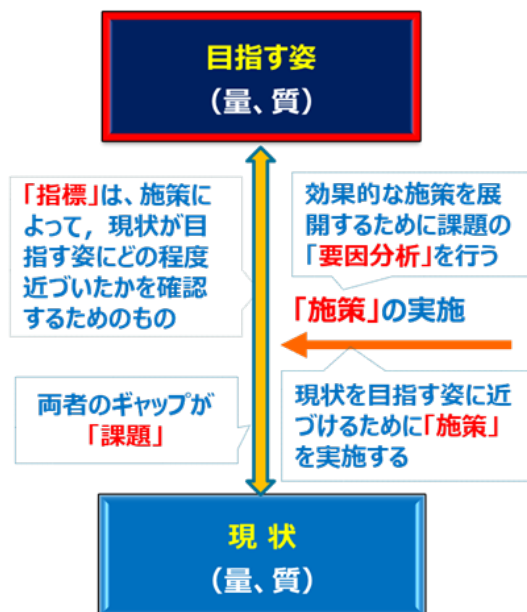 目指す姿
（量、質）
「指標」は、施策に
よって，現状が目
指す姿にどの程度
近づいたかを確認
するためのもの
効果的な施策を展
開するために課題の
「要因分析」を行う
「施策」の実施
両者のギャップが
「課題」
現状を目指す姿に近
づけるために「施策」
を実施する
現 状
（量、質）